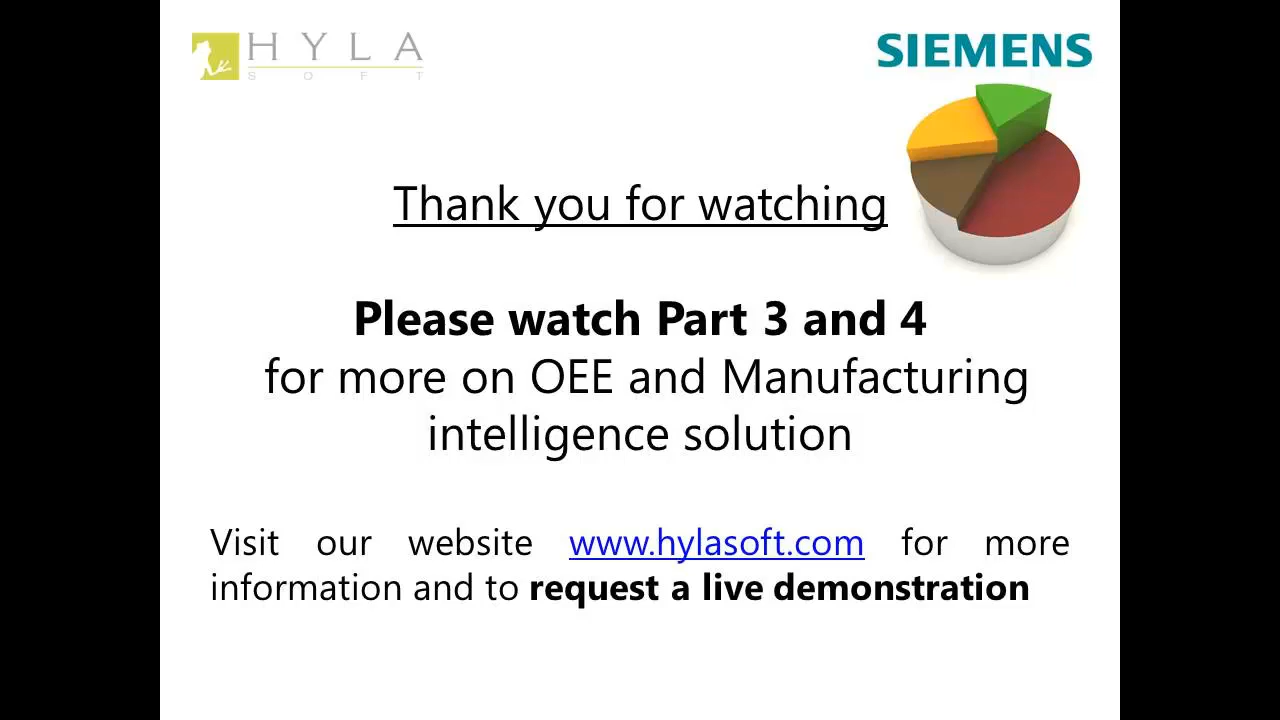 HYLA
SOFT
SIEMENS
Thank you for watching
Please watch Part 3 and 4
for more on OEE and Manufacturing
intelligence solution
Visit our website www.hylasoft.com for more
information and to request a live demonstration